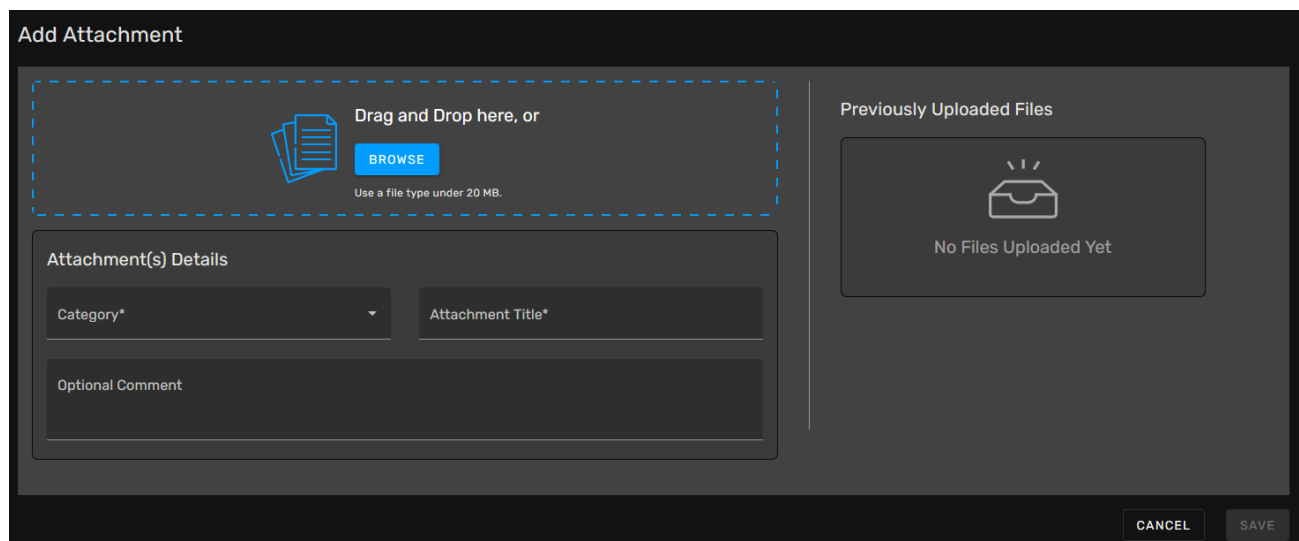 Add Attachment
Drag and Drop here, or
BROWSE
Use a file type under 20 MB.
Attachment(s) Details
Category*
Attachment Title*
Optional Comment
Previously Uploaded Files
No Files Uploaded Yet
CANCEL
SAVE